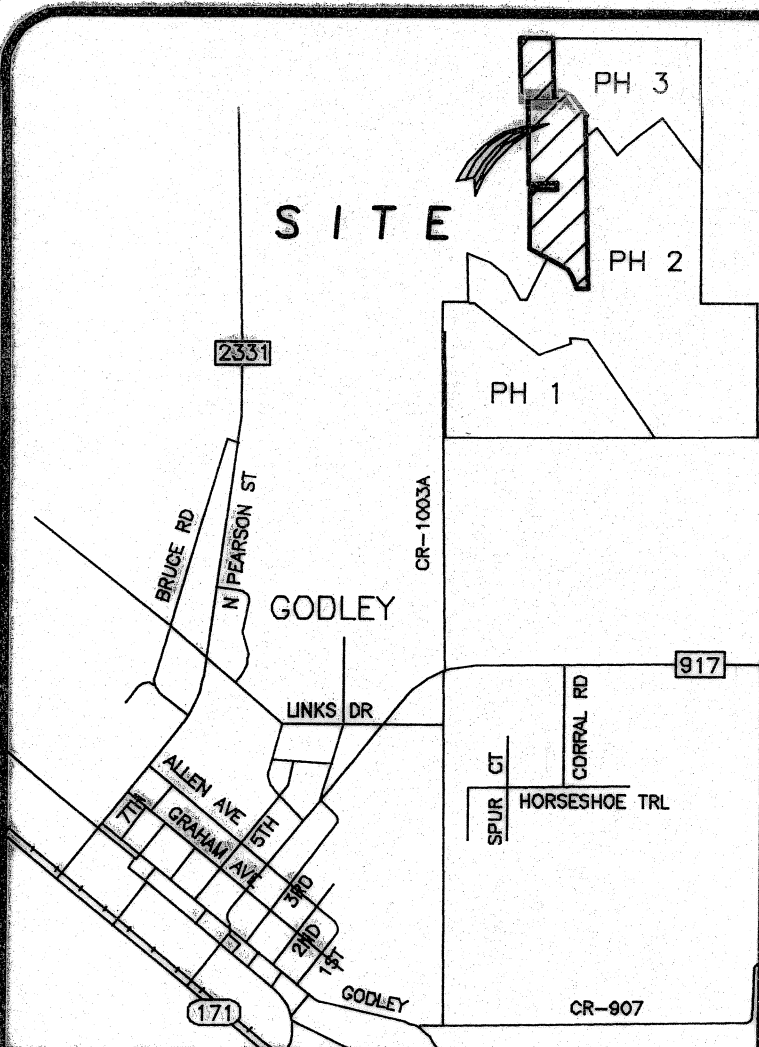 PH 3
SITE
PH 2
2331
PH 1
CR-1003A
BRUCE RD
N PEARSON ST
GODLEY
917
LINKS DR
CORRAL RD
SPUR CT
ALLEN AVE
7TH
GRAHAM AVE
5TH
HORSESHOE TRL
3RD
2ND
1ST
GODLEY
171
CR-907